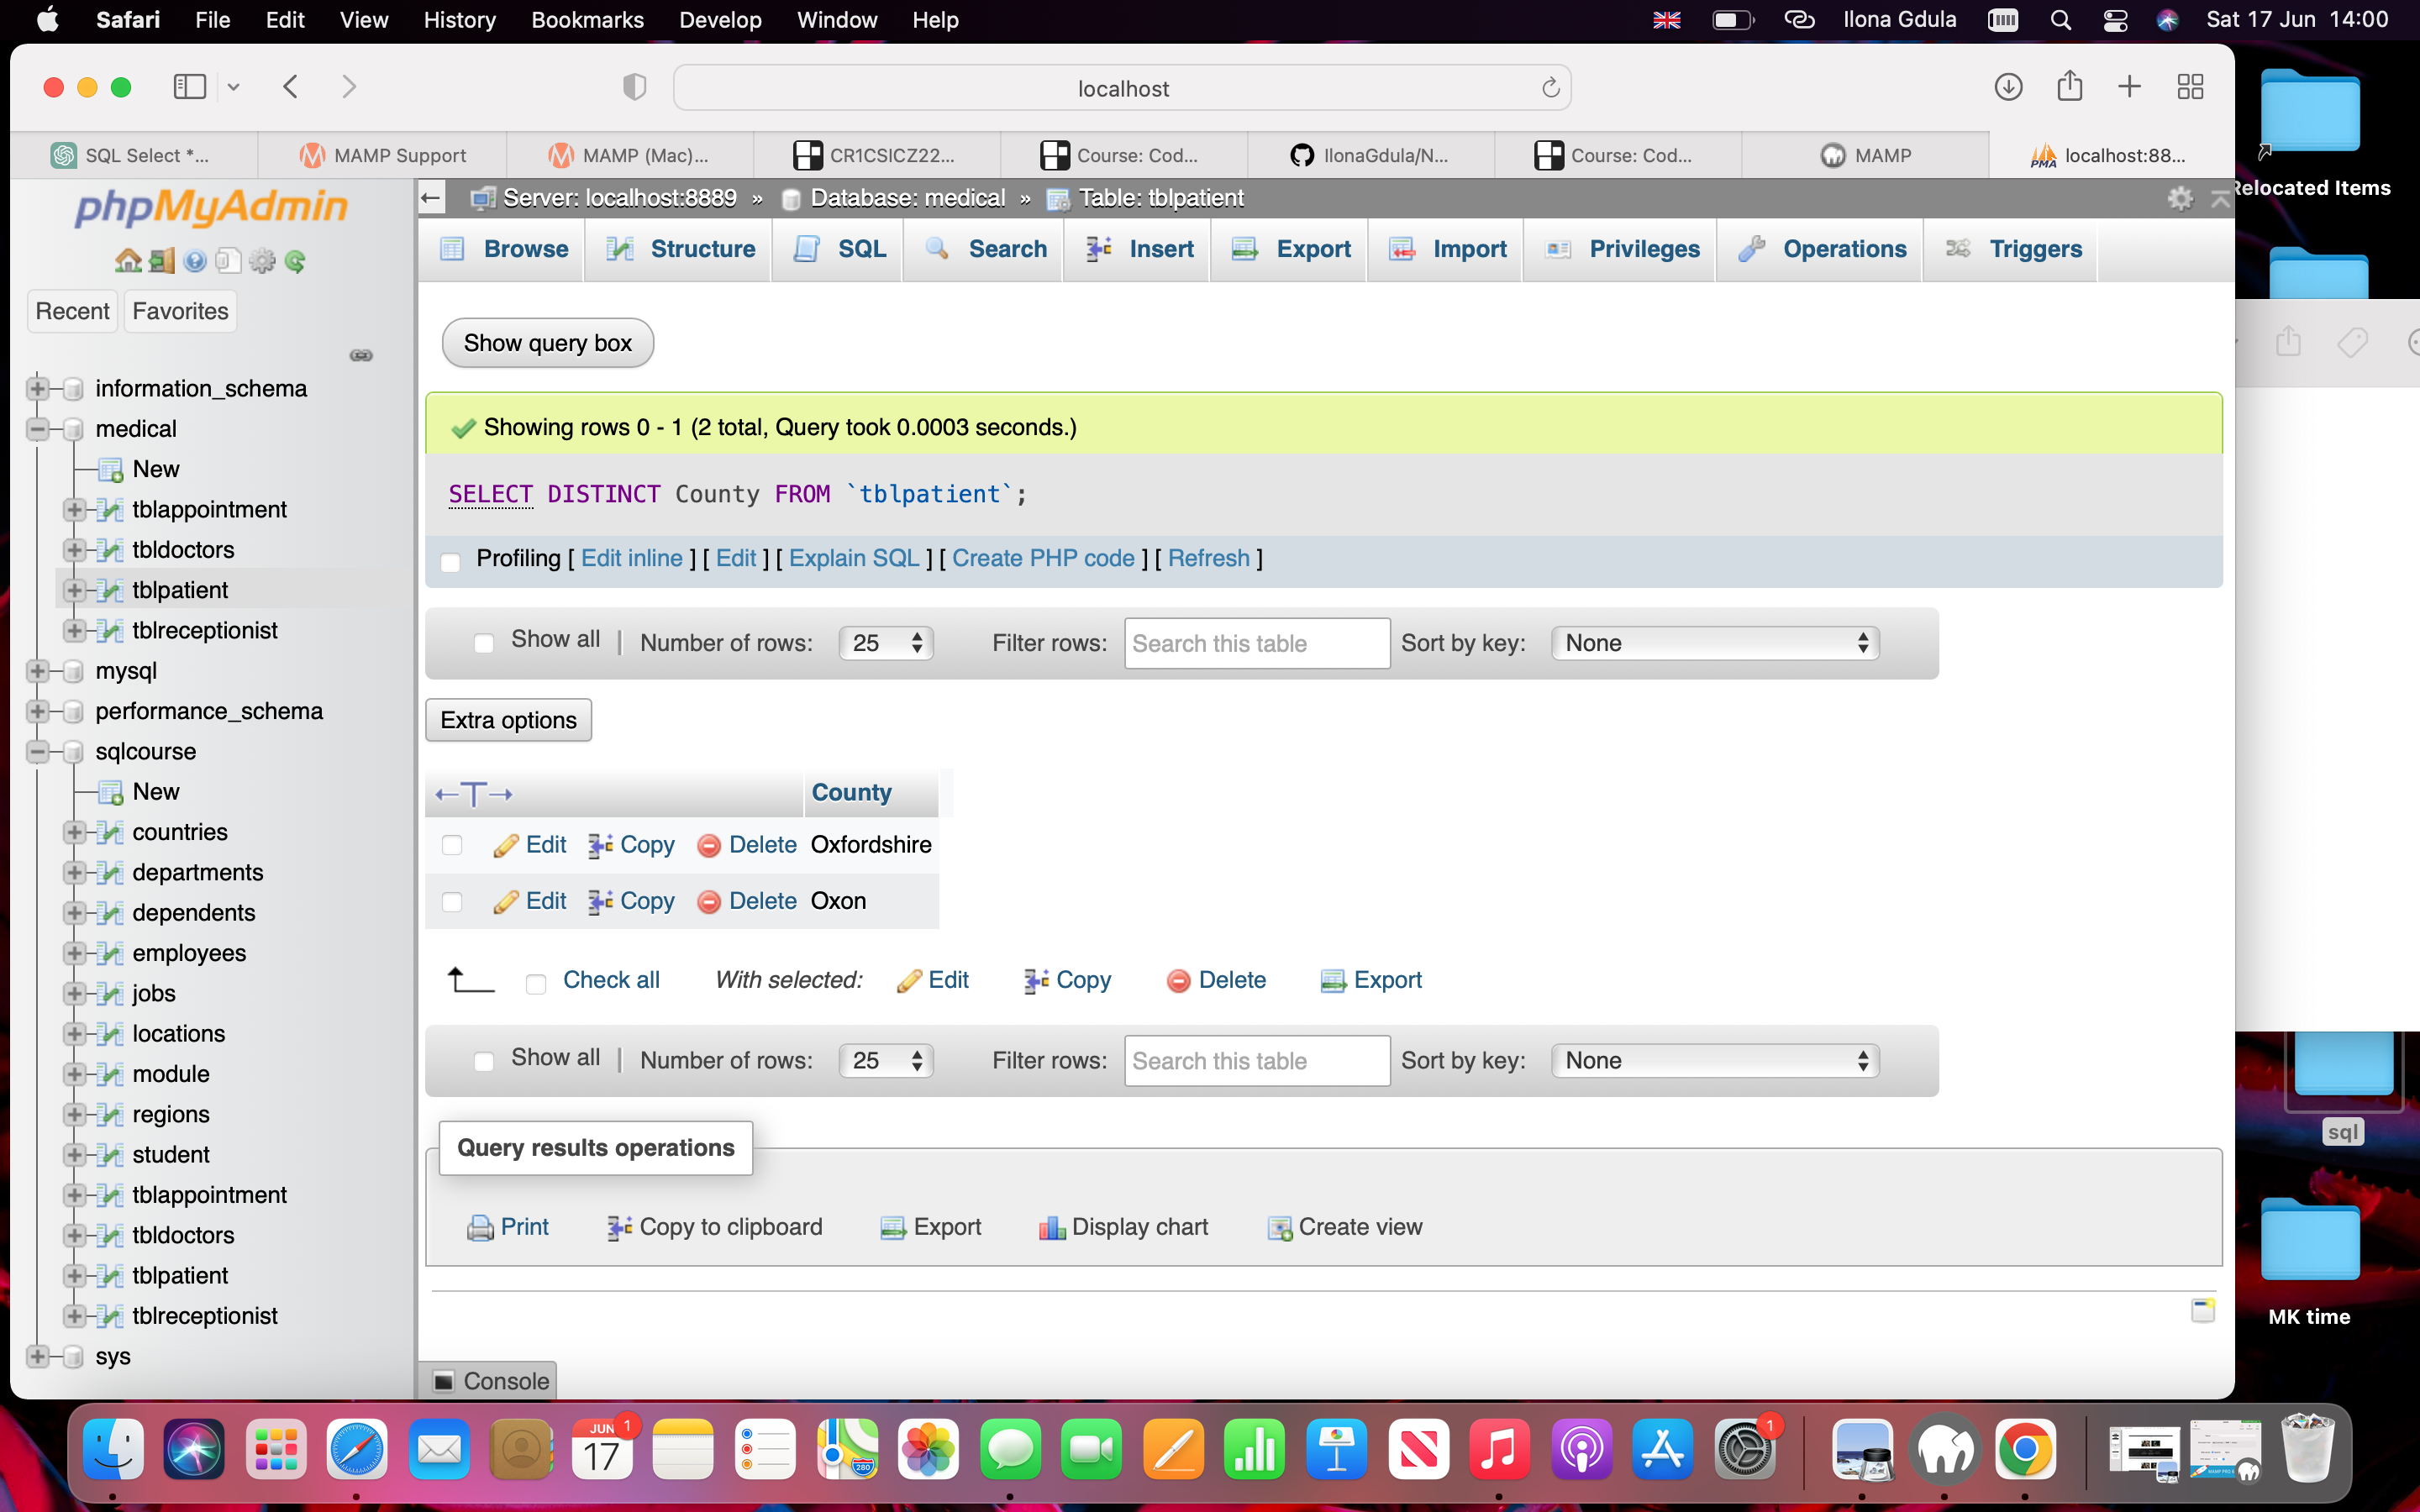 Safari File Edit View History Bookmarks Develop Window Help Ilona Gdula Sat 17 Jun 14:00
localhost
SQL Select *... MAMP Support MAMP (Mac)... CR1CSICZ22... Course: Cod... IlonaGdula/N... Course: Cod... MAMP PMA localhost:88...
phpMyAdmin
Recent Favorites
information_schema
medical
New
tblappointment
tbldoctors
tblpatient
tblreceptionist
mysql
performance_schema
sqlcourse
New
countries
departments
dependents
employees
jobs
locations
module
regions
student
tblappointment
tbldoctors
tblpatient
tblreceptionist
sys
Server: localhost:8889 » Database: medical » Table: tblpatient
Browse Structure SQL Search Insert Export Import Privileges Operations Triggers
Show query box
Showing rows 0 - 1 (2 total, Query took 0.0003 seconds.)
SELECT DISTINCT County FROM `tblpatient`;
Profiling [ Edit inline ] [ Edit ] [ Explain SQL ] [ Create PHP code ] [ Refresh ]
Show all | Number of rows: 25 Filter rows: Search this table Sort by key: None
Extra options
←T→ County
Edit Copy Delete Oxfordshire
Edit Copy Delete Oxon
Check all With selected: Edit Copy Delete Export
Show all | Number of rows: 25 Filter rows: Search this table Sort by key: None
Query results operations
Print Copy to clipboard Export Display chart Create view
Console
Relocated Items
sql
MK time
JUN 1
17
280
1